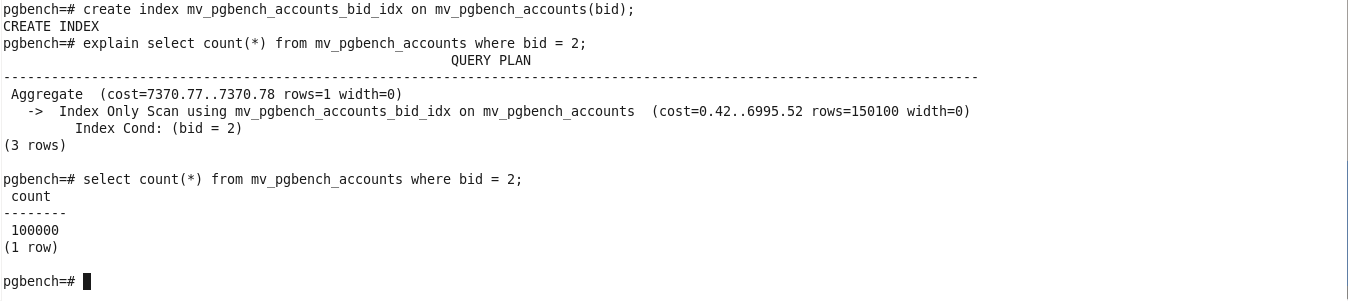 pgbench=# create index mv_pgbench_accounts_bid_idx on mv_pgbench_accounts(bid);
CREATE INDEX
pgbench=# explain select count(*) from mv_pgbench_accounts where bid = 2;
                                                        QUERY PLAN
--------------------------------------------------------------------------------------------------------------------------
 Aggregate  (cost=7370.77..7370.78 rows=1 width=0)
   ->  Index Only Scan using mv_pgbench_accounts_bid_idx on mv_pgbench_accounts  (cost=0.42..6995.52 rows=150100 width=0)
         Index Cond: (bid = 2)
(3 rows)

pgbench=# select count(*) from mv_pgbench_accounts where bid = 2;
 count
--------
 100000
(1 row)

pgbench=#